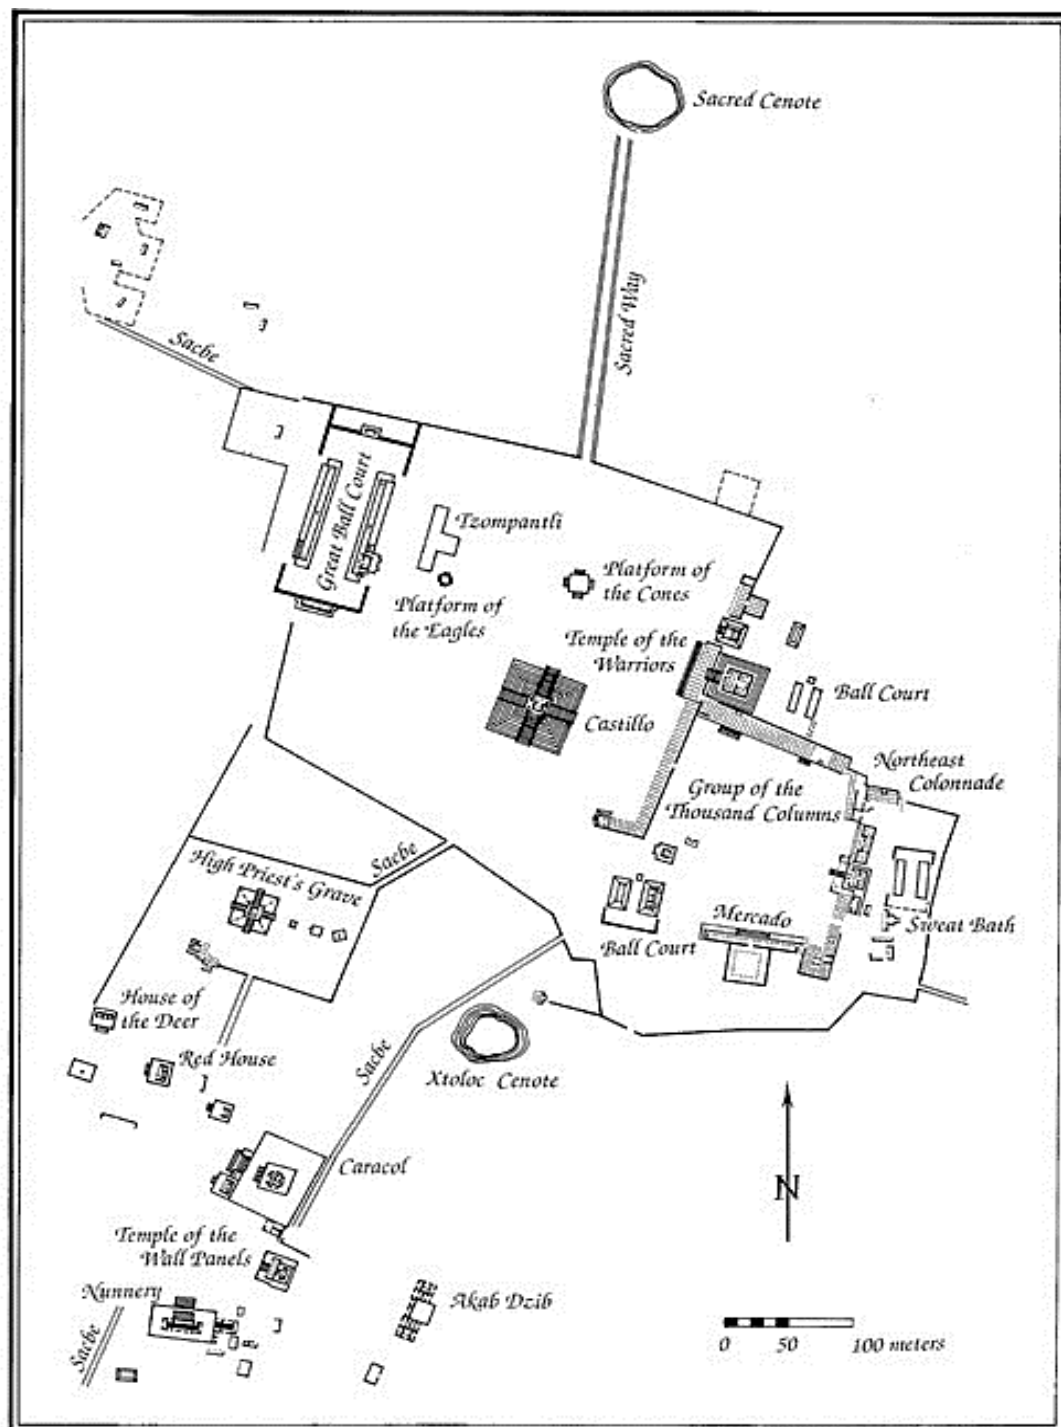 Sacred Cenote
Sacred Way
Sacbe
Great Ball Court
Tzompantli
Platform of
the Cones
Platform of
the Eagles
Temple of the
Warriors
Ball Court
Castillo
Northeast
Colonnade
Group of the
Thousand Columns
Sacbe
High Priest's Grave
Mercado
Ball Court
Sweat Bath
House of
the Deer
Red House
Sacbe
Xtoloc Cenote
Caracol
N
Temple of the
Wall Panels
Nunnery
Akab Dzib
Sacbe
0 50 100 meters